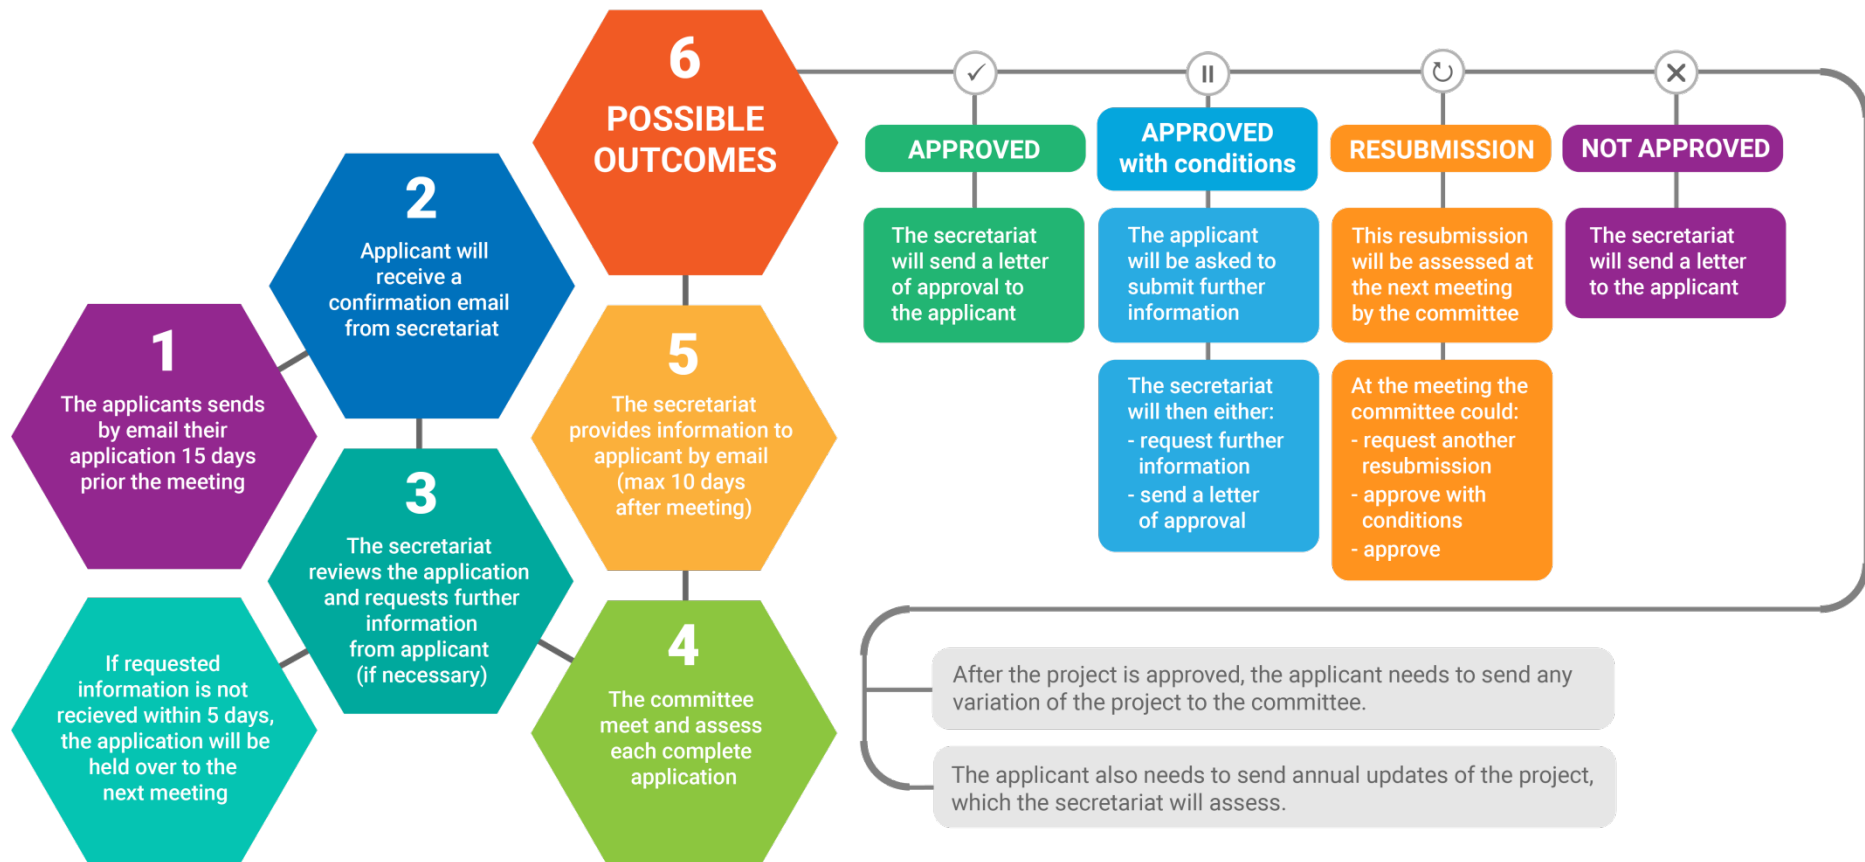 1
The applicants sends
by email their
application 15 days
prior the meeting
2
Applicant will
receive a
confirmation email
from secretariat
3
The secretariat
reviews the application
and requests further
information
from applicant
(if necessary)
If requested
information is not
recieved within 5 days,
the application will be
held over to the
next meeting
4
The committee
meet and assess
each complete
application
5
The secretariat
provides information to
applicant by email
(max 10 days
after meeting)
6
POSSIBLE
OUTCOMES
APPROVED
The secretariat
will send a letter
of approval to
the applicant
APPROVED
with conditions
The applicant
will be asked to
submit further
information
The secretariat
will then either:
- request further
information
- send a letter
of approval
RESUBMISSION
This resubmission
will be assessed at
the next meeting
by the committee
At the meeting the
committee could:
- request another
resubmission
- approve with
conditions
- approve
NOT APPROVED
The secretariat
will send a letter
to the applicant
After the project is approved, the applicant needs to send any
variation of the project to the committee.
The applicant also needs to send annual updates of the project,
which the secretariat will assess.